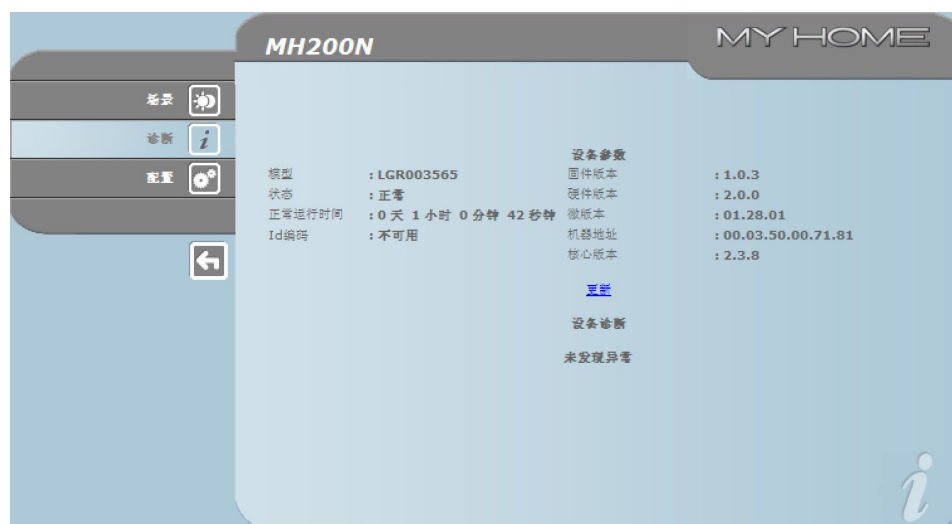 MH200N
MY HOME
场景
诊断
配置
设备参数
模型 : LGR003565 固件版本 : 1.0.3
状态 : 正常 硬件版本 : 2.0.0
正常运行时间 : 0 天 1 小时 0 分钟 42 秒钟 微版本 : 01.28.01
Id编码 : 不可用 机器地址 : 00.03.50.00.71.81
核心版本 : 2.3.8
更新
设备诊断
未发现异常